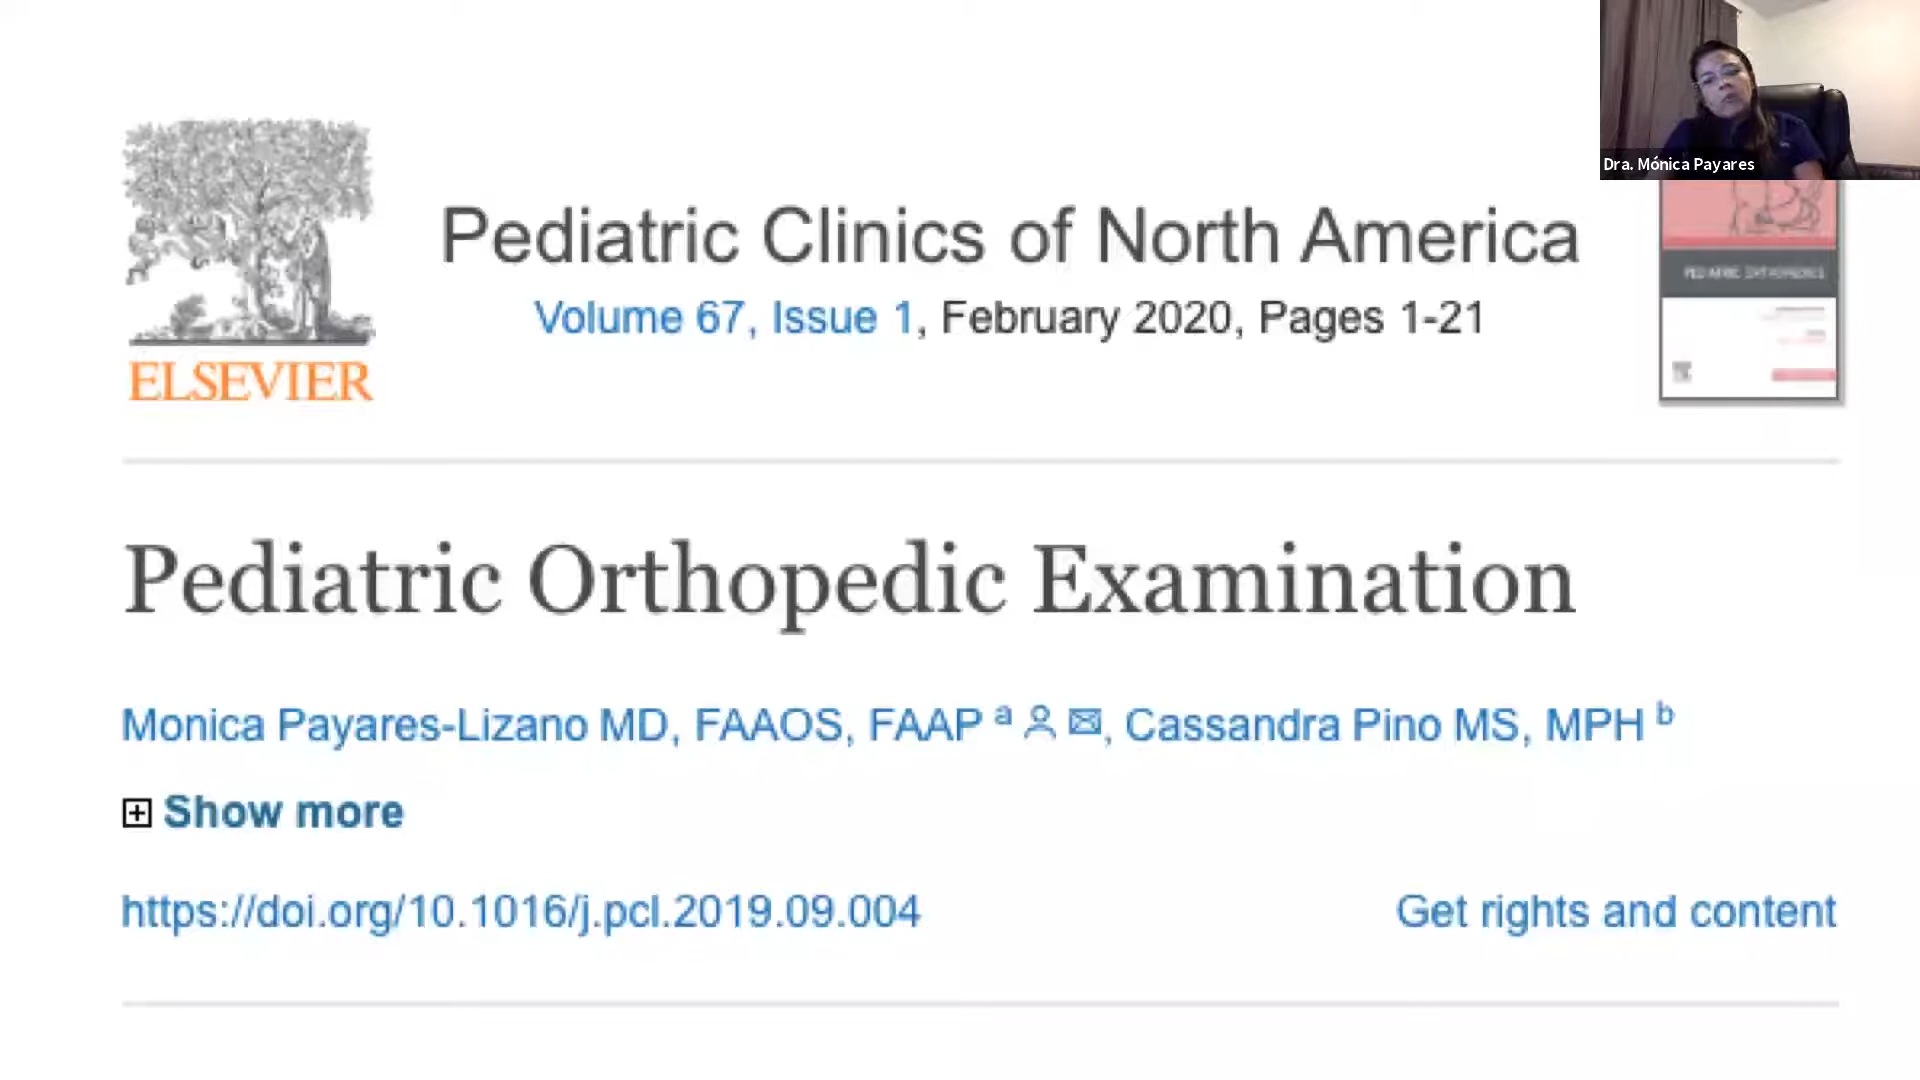 Dra. Mónica Payares
Pediatric Clinics of North America
Volume 67, Issue 1, February 2020, Pages 1-21
PEDIATRIC ORTHOPEDICS
ELSEVIER
Pediatric Orthopedic Examination
Monica Payares-Lizano MD, FAAOS, FAAP a, Cassandra Pino MS, MPH b
Show more
https://doi.org/10.1016/j.pcl.2019.09.004
Get rights and content